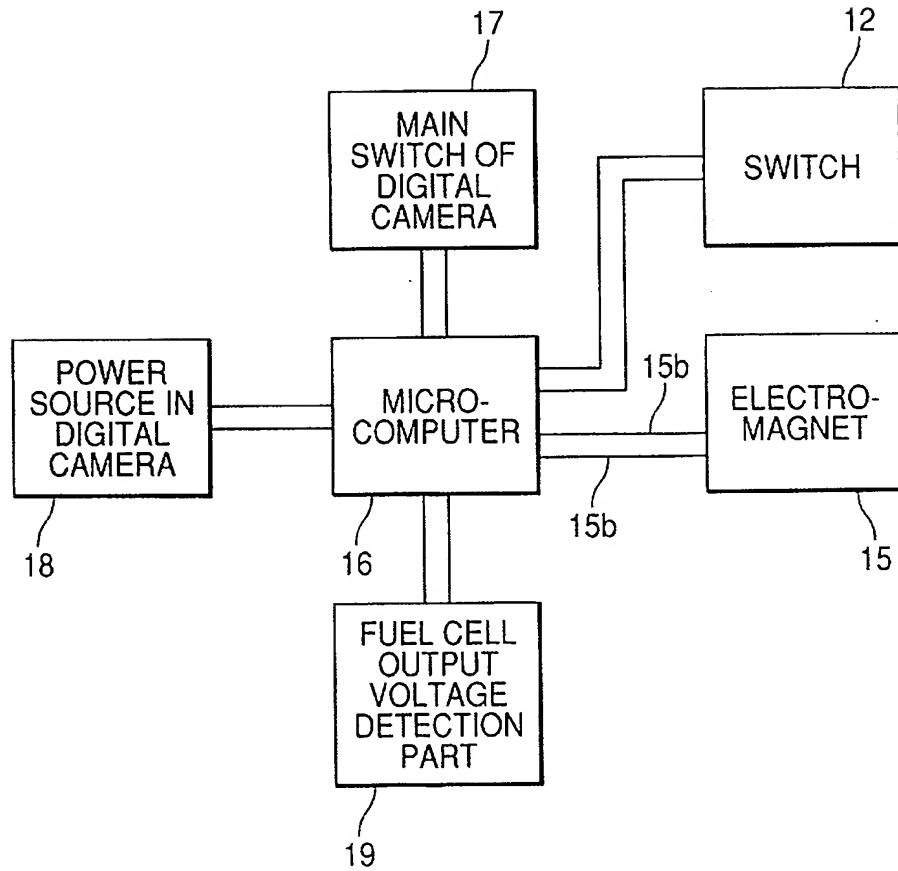 17
12
MAIN
SWITCH OF
DIGITAL
CAMERA
SWITCH
POWER
SOURCE IN
DIGITAL
CAMERA
MICRO-
COMPUTER
15b
ELECTRO-
MAGNET
15b
18
16
15
FUEL CELL
OUTPUT
VOLTAGE
DETECTION
PART
19